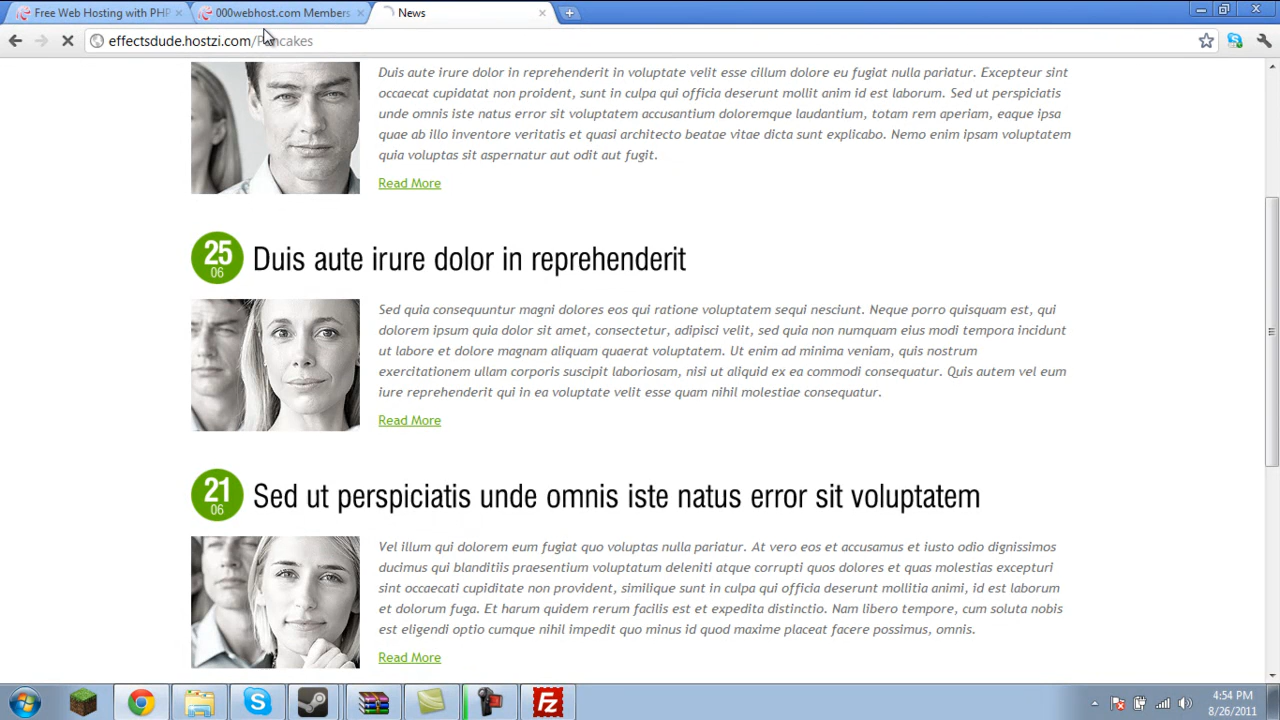 Free Web Hosting with PHP
000webhost.com Members
News
effectsdude.hostzi.com/Pancakes
Duis aute irure dolor in reprehenderit in voluptate velit esse cillum dolore eu fugiat nulla pariatur. Excepteur sint
occaecat cupidatat non proident, sunt in culpa qui officia deserunt mollit anim id est laborum. Sed ut perspiciatis
unde omnis iste natus error sit voluptatem accusantium doloremque laudantium, totam rem aperiam, eaque ipsa
quae ab illo inventore veritatis et quasi architecto beatae vitae dicta sunt explicabo. Nemo enim ipsam voluptatem
quia voluptas sit aspernatur aut odit aut fugit.
Read More
25
06
Duis aute irure dolor in reprehenderit
Sed quia consequuntur magni dolores eos qui ratione voluptatem sequi nesciunt. Neque porro quisquam est, qui
dolorem ipsum quia dolor sit amet, consectetur, adipisci velit, sed quia non numquam eius modi tempora incidunt
ut labore et dolore magnam aliquam quaerat voluptatem. Ut enim ad minima veniam, quis nostrum
exercitationem ullam corporis suscipit laboriosam, nisi ut aliquid ex ea commodi consequatur. Quis autem vel eum
iure reprehenderit qui in ea voluptate velit esse quam nihil molestiae consequatur.
Read More
21
06
Sed ut perspiciatis unde omnis iste natus error sit voluptatem
Vel illum qui dolorem eum fugiat quo voluptas nulla pariatur. At vero eos et accusamus et iusto odio dignissimos
ducimus qui blanditiis praesentium voluptatum deleniti atque corrupti quos dolores et quas molestias excepturi
sint occaecati cupiditate non provident, similique sunt in culpa qui officia deserunt mollitia animi, id est laborum
et dolorum fuga. Et harum quidem rerum facilis est et expedita distinctio. Nam libero tempore, cum soluta nobis
est eligendi optio cumque nihil impedit quo minus id quod maxime placeat facere possimus, omnis.
Read More
4:54 PM
8/26/2011